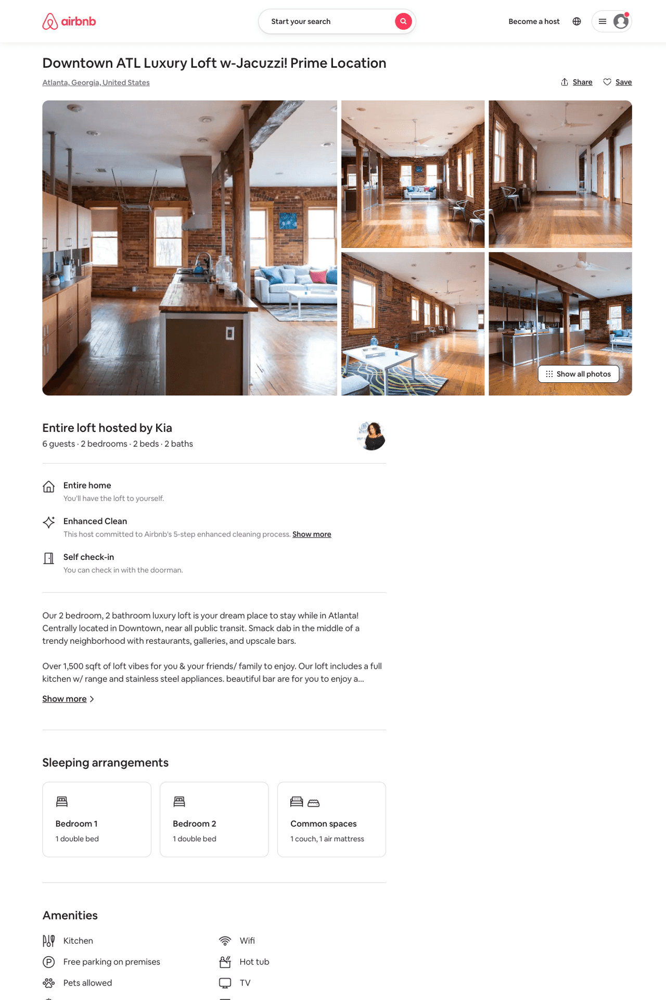 airbnb
Start your search
Become a host
Downtown ATL Luxury Loft w-Jacuzzi! Prime Location
Atlanta, Georgia, United States
Share
Save
Show all photos
Entire loft hosted by Kia
6 guests · 2 bedrooms · 2 beds · 2 baths
Entire home
You'll have the loft to yourself.
Enhanced Clean
This host committed to Airbnb's 5-step enhanced cleaning process. Show more
Self check-in
You can check in with the doorman.
Our 2 bedroom, 2 bathroom luxury loft is your dream place to stay while in Atlanta!
Centrally located in Downtown, near all public transit. Smack dab in the middle of a
trendy neighborhood with restaurants, galleries, and upscale bars.
Over 1,500 sqft of loft vibes for you & your friends/ family to enjoy. Our loft includes a full
kitchen w/ range and stainless steel appliances. beautiful bar are for you to enjoy a...
Show more
Sleeping arrangements
Bedroom 1
1 double bed
Bedroom 2
1 double bed
Common spaces
1 couch, 1 air mattress
Amenities
Kitchen
Wifi
Free parking on premises
Hot tub
Pets allowed
TV